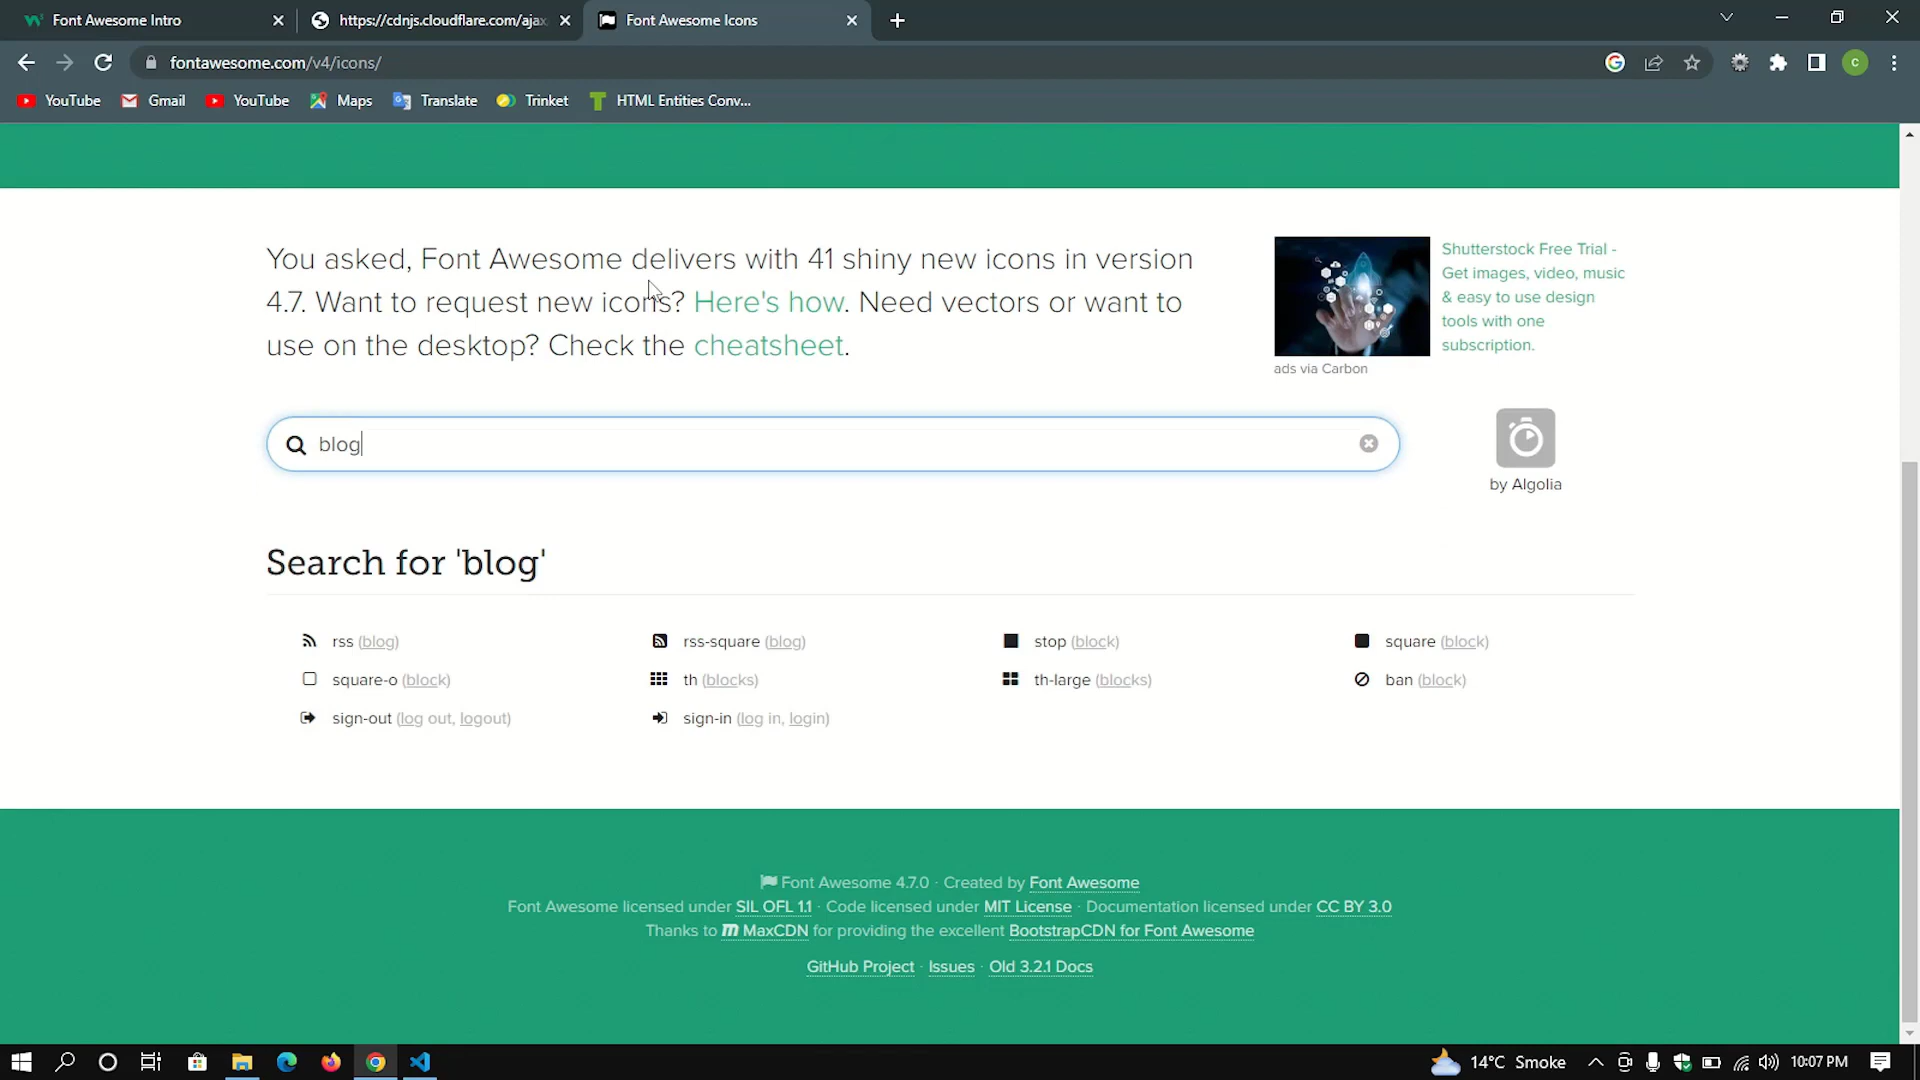 Font Awesome Intro
https://cdnjs.cloudflare.com/ajax
Font Awesome Icons
fontawesome.com/v4/icons/
C
YouTube
Gmail
YouTube
Maps
Translate
Trinket
HTML Entities Conv...
You asked, Font Awesome delivers with 41 shiny new icons in version
4.7. Want to request new icons? Here's how. Need vectors or want to
use on the desktop? Check the cheatsheet.
Shutterstock Free Trial -
Get images, video, music
& easy to use design
tools with one
subscription.
ads via Carbon
blog
by Algolia
Search for 'blog'
rss (blog)
rss-square (blog)
stop (block)
square (block)
square-o (block)
th (blocks)
th-large (blocks)
ban (block)
sign-out (log out, logout)
sign-in (log in, login)
Font Awesome 4.7.0 · Created by Font Awesome
Font Awesome licensed under SIL OFL 1.1 · Code licensed under MIT License · Documentation licensed under CC BY 3.0
Thanks to MaxCDN for providing the excellent BootstrapCDN for Font Awesome
GitHub Project · Issues · Old 3.2.1 Docs
14°C Smoke
10:07 PM